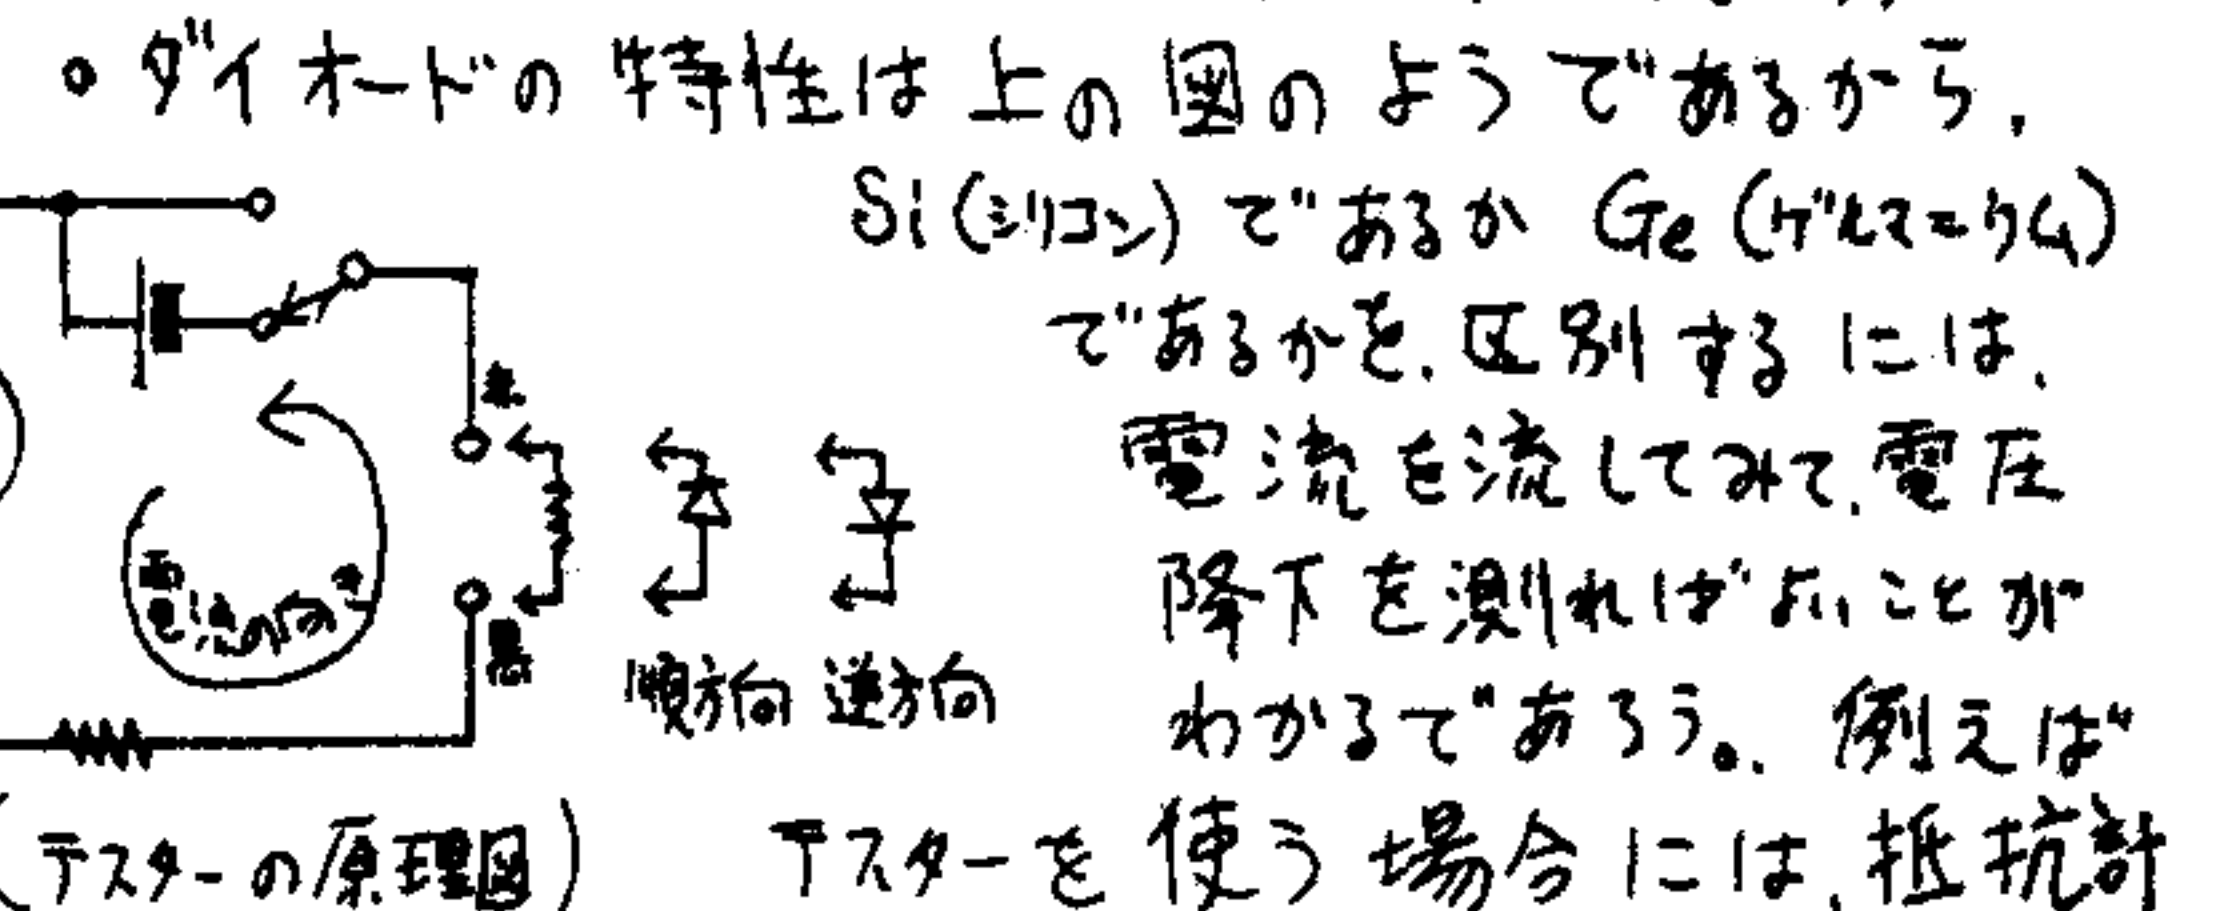 ・ダイオードの特性は上の図のようであるから,
Si(シリコン)であるか Ge(ゲルマニウム)
であるかを,区別するには,
赤
電流を流してみて,電圧
降下を測ればよいことが
電流の向き
黒
順方向 逆方向
わかるであろう。例えば
(テスターの原理図)
テスターを使う場合には,抵抗計